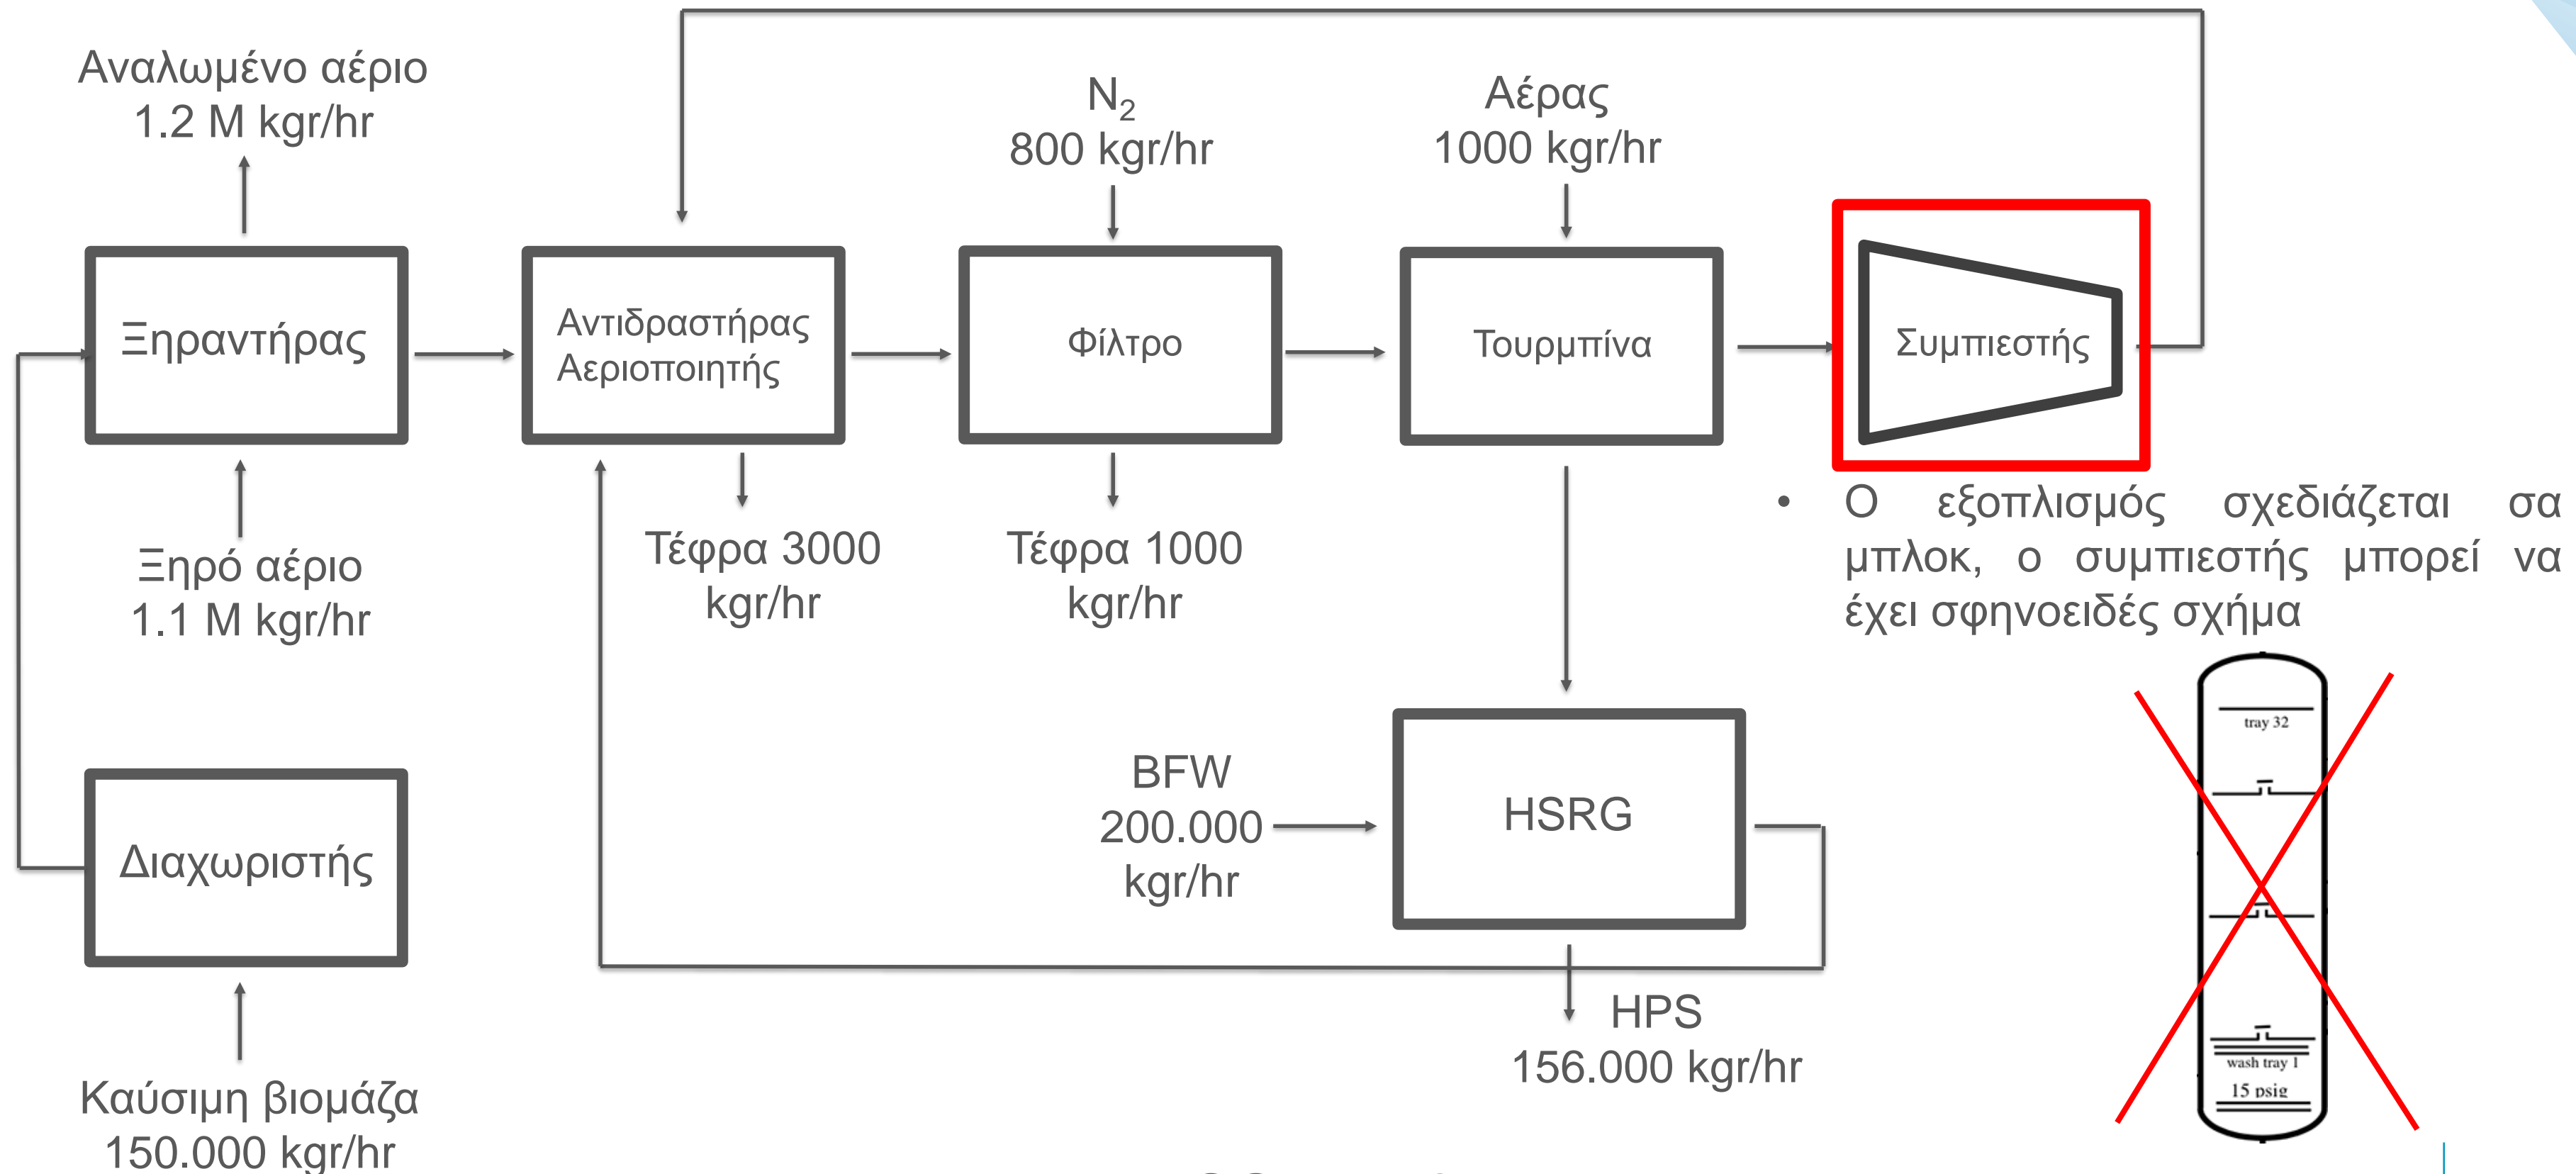 Αναλωμένο αέριο
1.2 M kgr/hr
N2
800 kgr/hr
Αέρας
1000 kgr/hr
Ξηραντήρας
Αντιδραστήρας
Αεριοποιητής
Φίλτρο
Τουρμπίνα
Συμπιεστής
Ξηρό αέριο
1.1 M kgr/hr
Τέφρα 3000
kgr/hr
Τέφρα 1000
kgr/hr
• Ο εξοπλισμός σχεδιάζεται σα
μπλοκ, ο συμπιεστής μπορεί να
έχει σφηνοειδές σχήμα
Διαχωριστής
BFW
200.000
kgr/hr
HSRG
HPS
156.000 kgr/hr
Καύσιμη βιομάζα
150.000 kgr/hr
tray 32
wash tray 1
15 psig